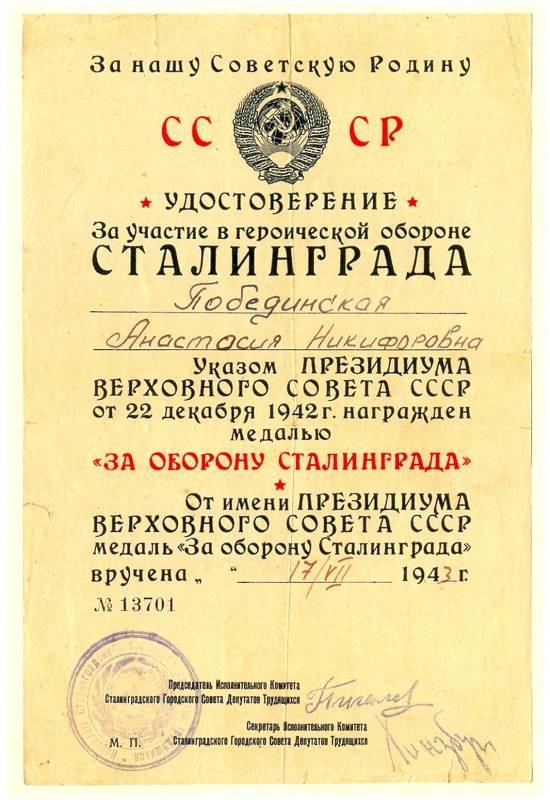 За нашу Советскую Родину
СССР
УДОСТОВЕРЕНИЕ
За участие в героической обороне
СТАЛИНГРАДА
Побединская
Анастасия Никифоровна
Указом ПРЕЗИДИУМА
ВЕРХОВНОГО СОВЕТА СССР
от 22 декабря 1942 г. награжден
медалью
«ЗА ОБОРОНУ СТАЛИНГРАДА»
От имени ПРЕЗИДИУМА
ВЕРХОВНОГО СОВЕТА СССР
медаль «За оборону Сталинграда»
вручена „ “ 17/VII 1943 г.
№ 13701
Председатель Исполнительного Комитета
Сталинградского Городского Совета Депутатов Трудящихся
Пигалев
Секретарь Исполнительного Комитета
М. П. Сталинградского Городского Совета Депутатов Трудящихся